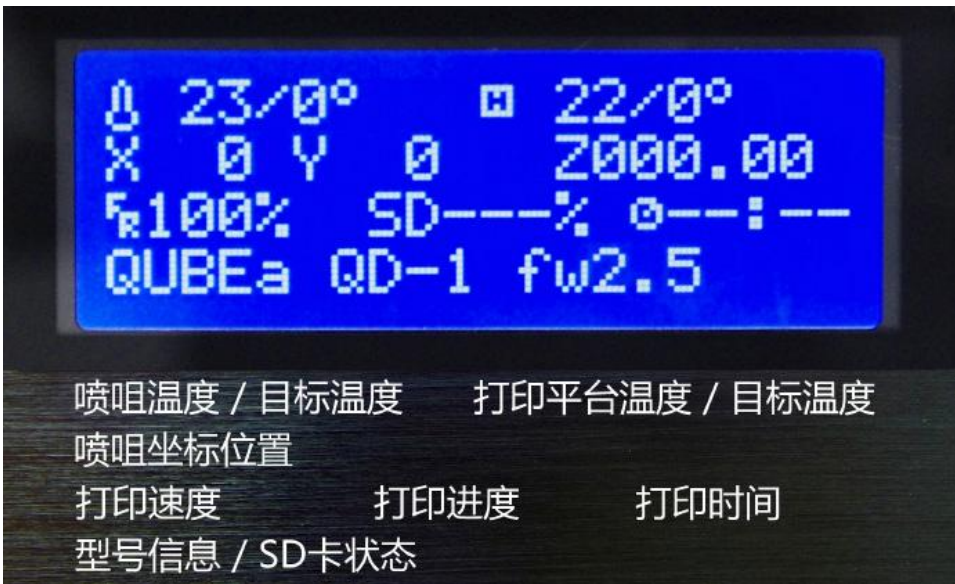 23/0° 22/0°
X 0 Y 0 Z000.00
FR100% SD---% --:--
QUBEa QD-1 fw2.5
喷咀温度 / 目标温度 打印平台温度 / 目标温度
喷咀坐标位置
打印速度 打印进度 打印时间
型号信息 / SD卡状态